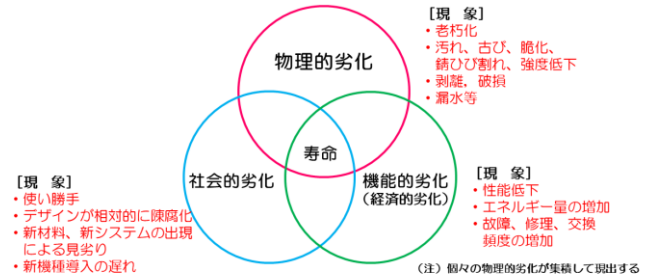 [現　象]
・老朽化
・汚れ、古び、脆化、
錆ひび割れ、強度低下
・剥離，破損
・漏水等
物理的劣化
寿命
社会的劣化
機能的劣化
（経済的劣化）
[現　象]
・使い勝手
・デザインが相対的に陳腐化
・新材料、新システムの出現
による見劣り
・新機種導入の遅れ
[現　象]
・性能低下
・エネルギー量の増加
・故障、修理、交換
頻度の増加
（注）個々の物理的劣化が集積して現出する